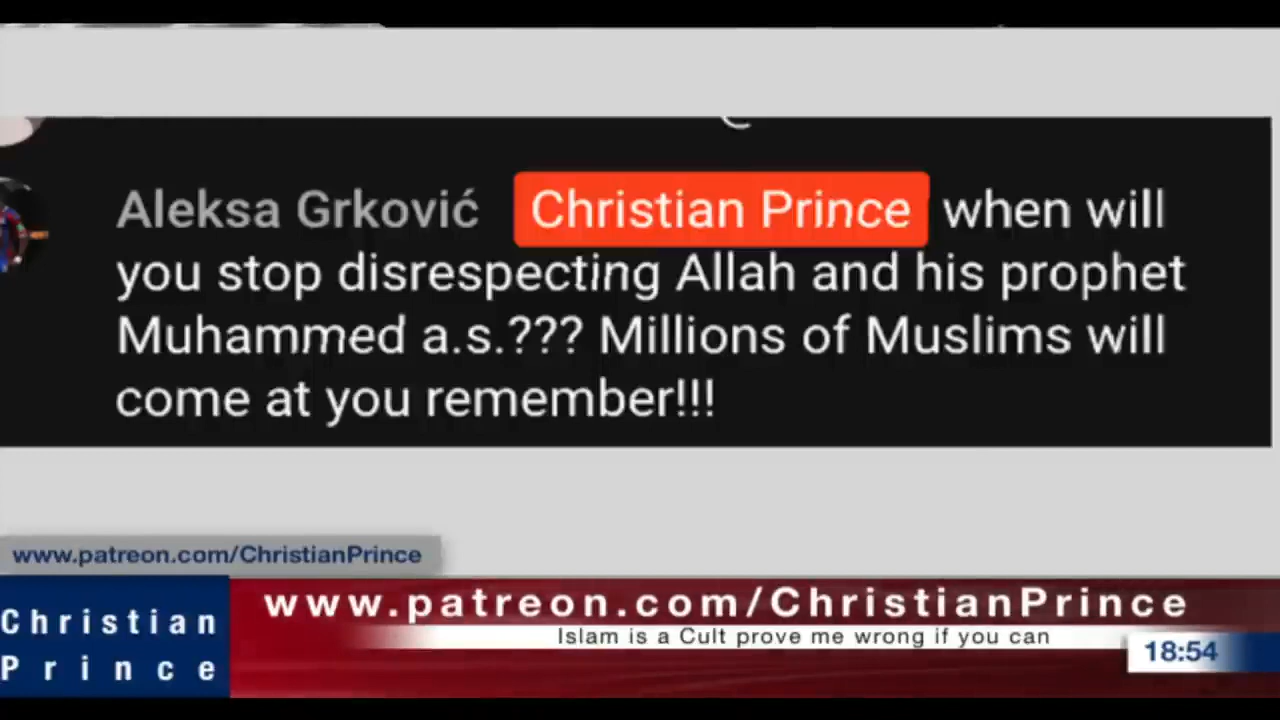 Aleksa Grković Christian Prince when will
you stop disrespecting Allah and his prophet
Muhammed a.s.??? Millions of Muslims will
come at you remember!!!
www.patreon.com/ChristianPrince
Christian
Prince
www.patreon.com/ChristianPrince
Islam is a Cult prove me wrong if you can
18:54